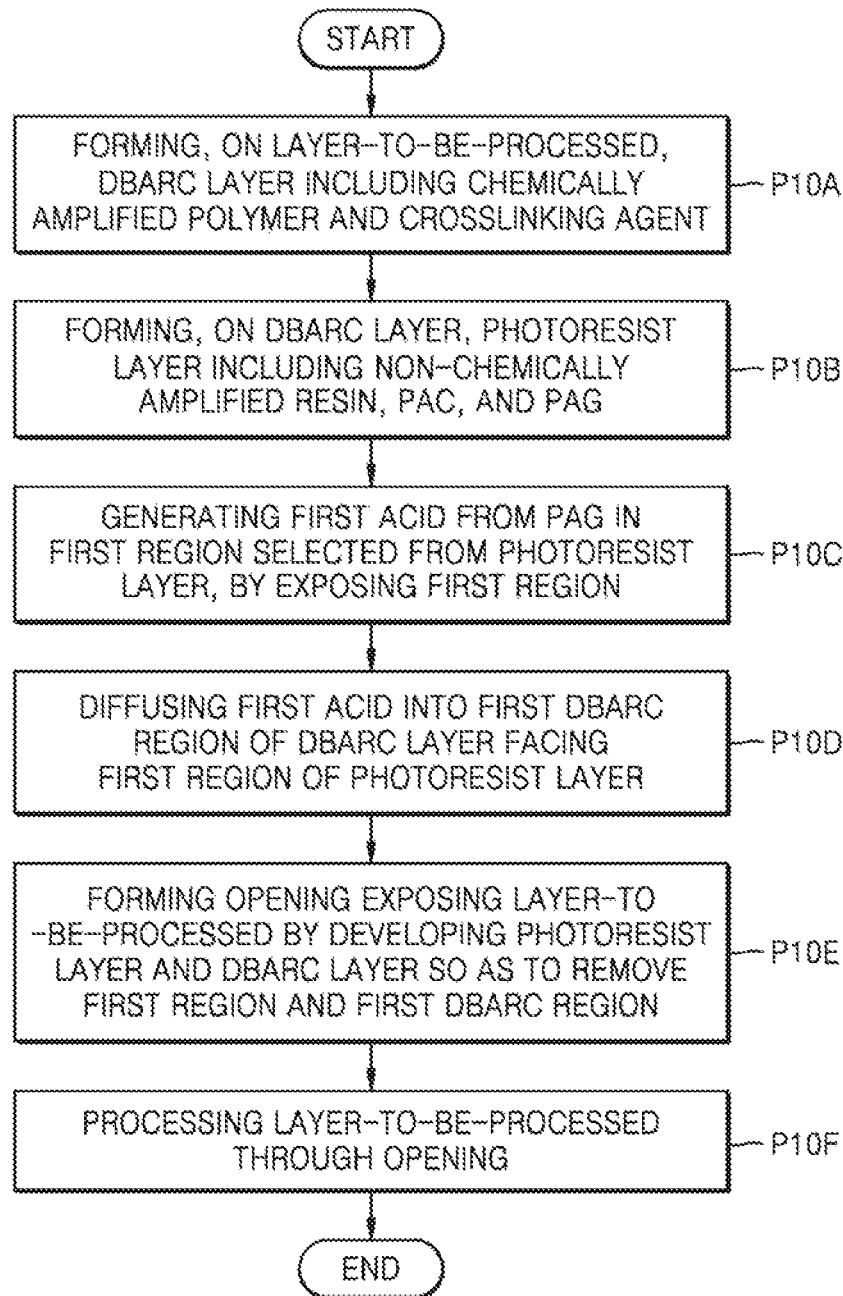 START
FORMING, ON LAYER-TO-BE-PROCESSED,
DBARC LAYER INCLUDING CHEMICALLY
AMPLIFIED POLYMER AND CROSSLINKING AGENT
P10A
FORMING, ON DBARC LAYER, PHOTORESIST
LAYER INCLUDING NON-CHEMICALLY
AMPLIFIED RESIN, PAC, AND PAG
P10B
GENERATING FIRST ACID FROM PAG IN
FIRST REGION SELECTED FROM PHOTORESIST
LAYER, BY EXPOSING FIRST REGION
P10C
DIFFUSING FIRST ACID INTO FIRST DBARC
REGION OF DBARC LAYER FACING
FIRST REGION OF PHOTORESIST LAYER
P10D
FORMING OPENING EXPOSING LAYER-TO
-BE-PROCESSED BY DEVELOPING PHOTORESIST
LAYER AND DBARC LAYER SO AS TO REMOVE
FIRST REGION AND FIRST DBARC REGION
P10E
PROCESSING LAYER-TO-BE-PROCESSED
THROUGH OPENING
P10F
END